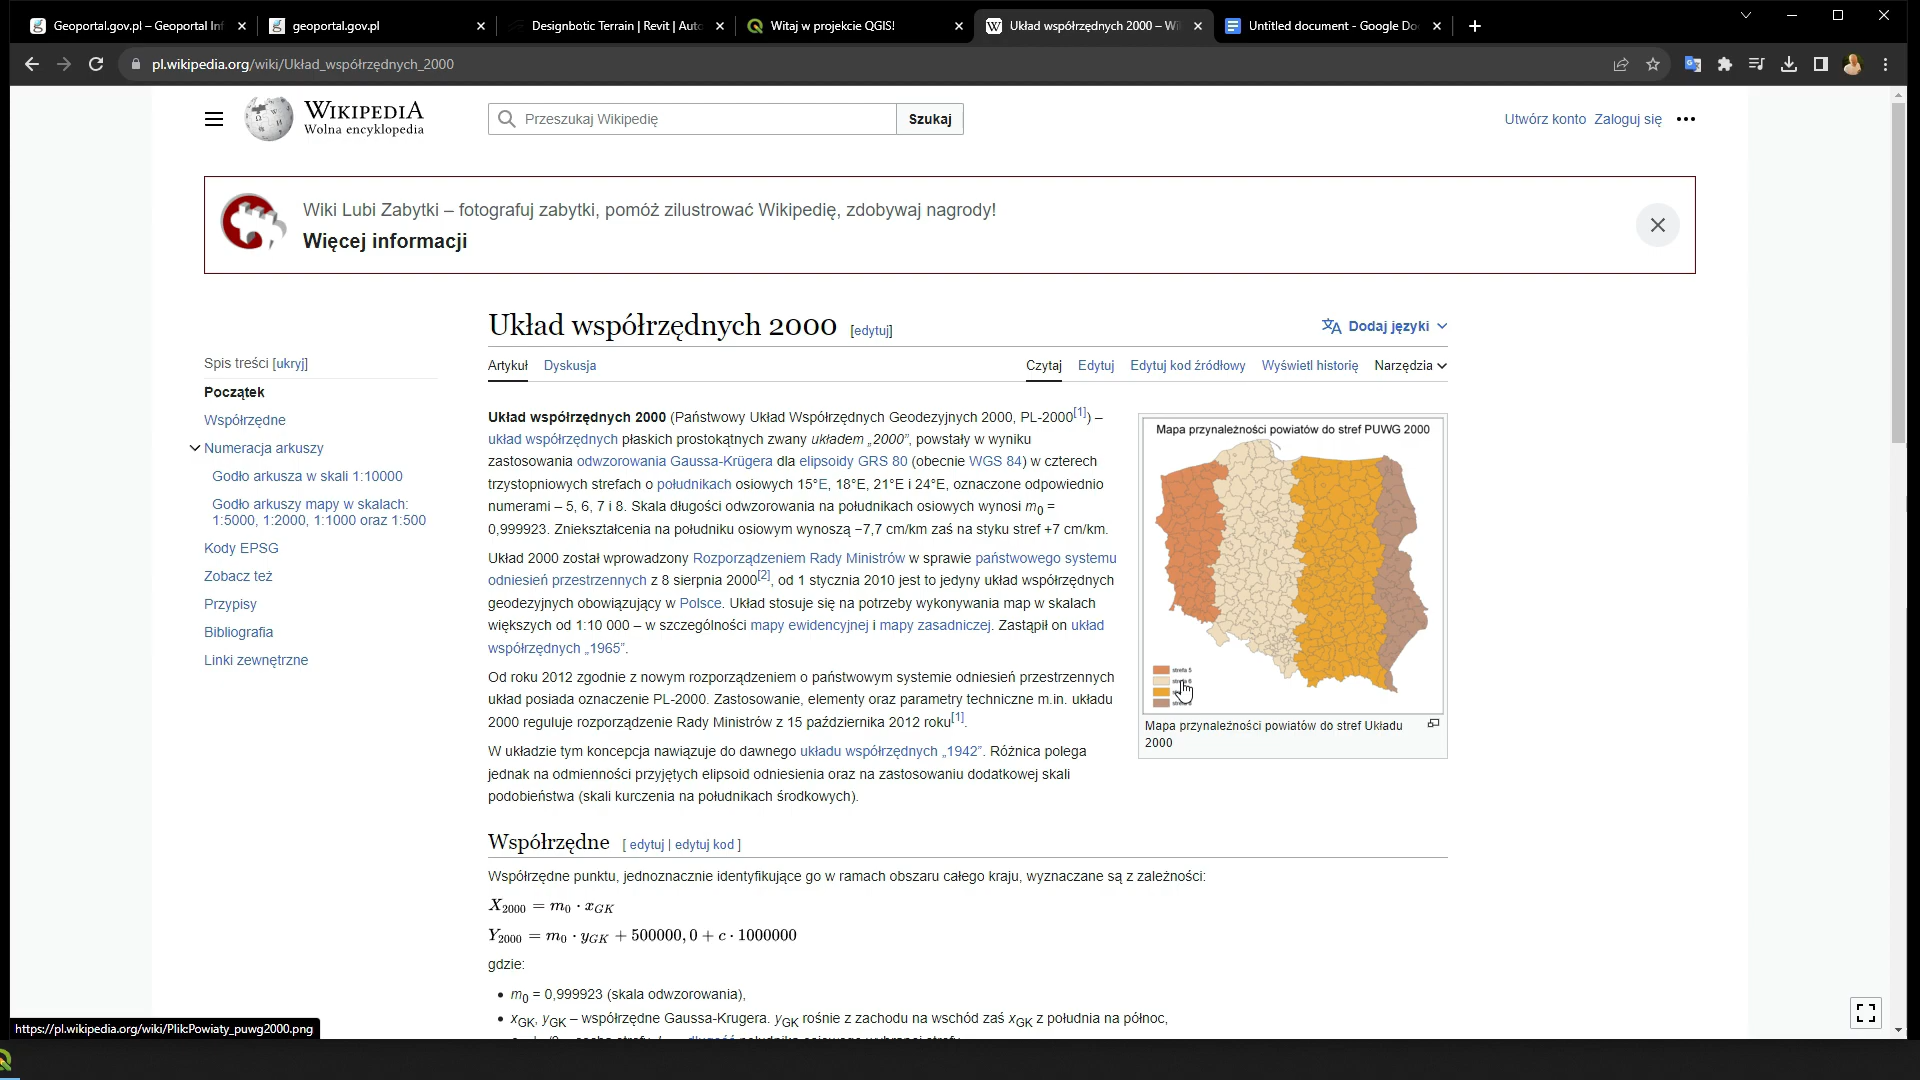 Geoportal.gov.pl – Geoportal Inf
geoportal.gov.pl
Designbotic Terrain | Revit | Auto
Witaj w projekcie QGIS!
Układ współrzędnych 2000 – Wi
Untitled document - Google Do
pl.wikipedia.org/wiki/Układ_współrzędnych_2000
WIKIPEDIA
Wolna encyklopedia
Przeszukaj Wikipedię
Szukaj
Utwórz konto Zaloguj się
Wiki Lubi Zabytki – fotografuj zabytki, pomóż zilustrować Wikipedię, zdobywaj nagrody!
Więcej informacji
Układ współrzędnych 2000 [edytuj]
Dodaj języki
Spis treści [ukryj]
Początek
Współrzędne
Numeracja arkuszy
Godło arkusza w skali 1:10000
Godło arkuszy mapy w skalach:
1:5000, 1:2000, 1:1000 oraz 1:500
Kody EPSG
Zobacz też
Przypisy
Bibliografia
Linki zewnętrzne
Artykuł Dyskusja
Czytaj Edytuj Edytuj kod źródłowy Wyświetl historię Narzędzia
Układ współrzędnych 2000 (Państwowy Układ Współrzędnych Geodezyjnych 2000, PL-2000[1]) –
układ współrzędnych płaskich prostokątnych zwany układem „2000”, powstały w wyniku
zastosowania odwzorowania Gaussa-Krügera dla elipsoidy GRS 80 (obecnie WGS 84) w czterech
trzystopniowych strefach o południkach osiowych 15°E, 18°E, 21°E i 24°E, oznaczone odpowiednio
numerami – 5, 6, 7 i 8. Skala długości odwzorowania na południkach osiowych wynosi m0 =
0,999923. Zniekształcenia na południku osiowym wynoszą −7,7 cm/km zaś na styku stref +7 cm/km.
Układ 2000 został wprowadzony Rozporządzeniem Rady Ministrów w sprawie państwowego systemu
odniesień przestrzennych z 8 sierpnia 2000[2], od 1 stycznia 2010 jest to jedyny układ współrzędnych
geodezyjnych obowiązujący w Polsce. Układ stosuje się na potrzeby wykonywania map w skalach
większych od 1:10 000 – w szczególności mapy ewidencyjnej i mapy zasadniczej. Zastąpił on układ
współrzędnych „1965”.
Od roku 2012 zgodnie z nowym rozporządzeniem o państwowym systemie odniesień przestrzennych
układ posiada oznaczenie PL-2000. Zastosowanie, elementy oraz parametry techniczne m.in. układu
2000 reguluje rozporządzenie Rady Ministrów z 15 października 2012 roku[1].
W układzie tym koncepcja nawiązuje do dawnego układu współrzędnych „1942”. Różnica polega
jednak na odmienności przyjętych elipsoid odniesienia oraz na zastosowaniu dodatkowej skali
podobieństwa (skali kurczenia na południkach środkowych).
Mapa przynależności powiatów do stref PUWG 2000
strefa 5
Mapa przynależności powiatów do stref Układu
2000
Współrzędne [ edytuj | edytuj kod ]
Współrzędne punktu, jednoznacznie identyfikujące go w ramach obszaru całego kraju, wyznaczane są z zależności:
X2000 = m0 · xGK
Y2000 = m0 · yGK + 500000, 0 + c · 1000000
gdzie:
• m0 = 0,999923 (skala odwzorowania),
• xGK, yGK – współrzędne Gaussa-Krugera. yGK rośnie z zachodu na wschód zaś xGK z południa na północ,
https://pl.wikipedia.org/wiki/Plik:Powiaty_puwg2000.png